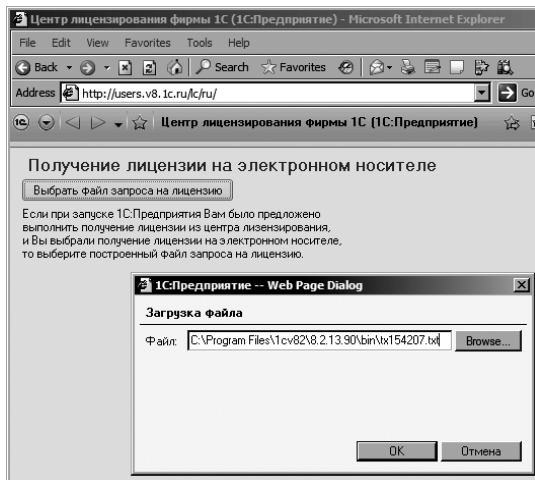 Центр лицензирования фирмы 1С (1С:Предприятие) - Microsoft Internet Explorer
File Edit View Favorites Tools Help
Back Search Favorites
Address http://users.v8.1c.ru/lc/ru/ Go
1С Центр лицензирования фирмы 1С (1С:Предприятие)
Получение лицензии на электронном носителе
Выбрать файл запроса на лицензию
Если при запуске 1С:Предприятия Вам было предложено
выполнить получение лицензии из центра лизензирования,
и Вы выбрали получение лицензии на электронном носителе,
то выберите построенный файл запроса на лицензию.
1С:Предприятие -- Web Page Dialog
Загрузка файла
Файл: C:\Program Files\1cv82\8.2.13.90\bin\tx154207.txt Browse...
OK Отмена